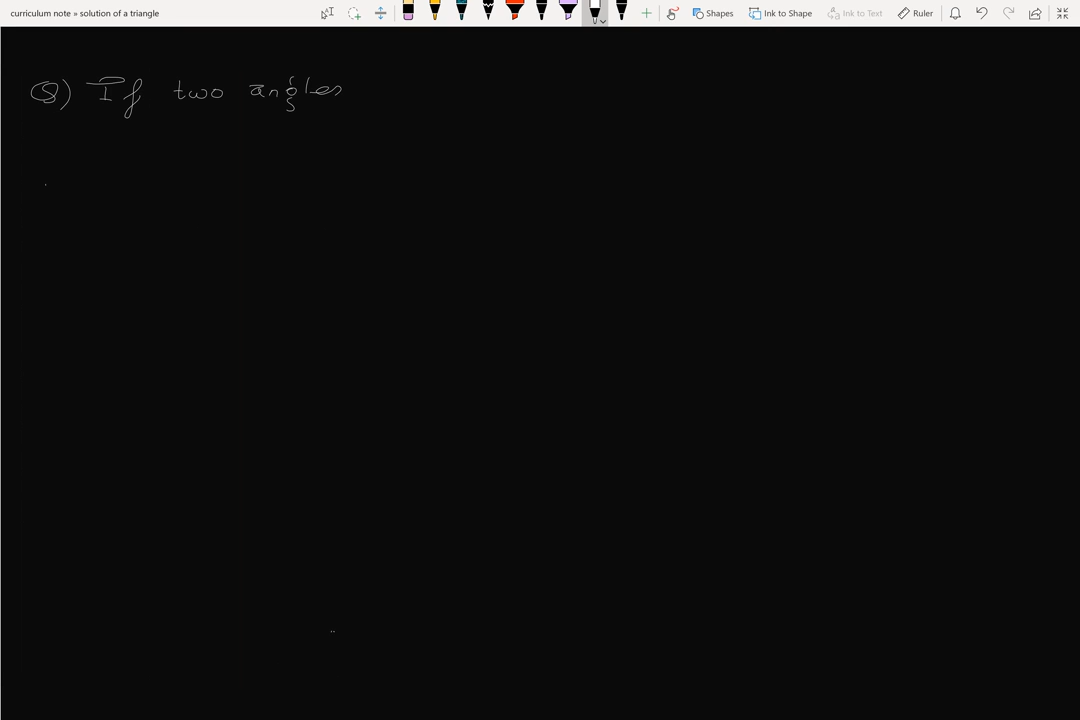 curriculum note » solution of a triangle
Shapes
Ink to Shape
Ink to Text
Ruler
Q) If two angles